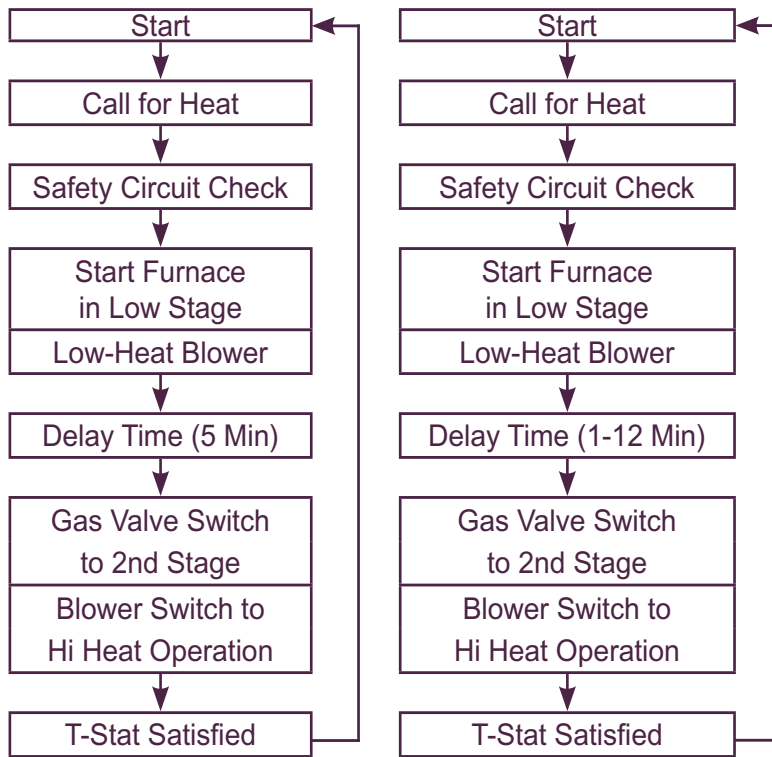 Start
Call for Heat
Safety Circuit Check
Start Furnace
in Low Stage
Low-Heat Blower
Delay Time (5 Min)
Gas Valve Switch
to 2nd Stage
Blower Switch to
Hi Heat Operation
T-Stat Satisfied
Start
Call for Heat
Safety Circuit Check
Start Furnace
in Low Stage
Low-Heat Blower
Delay Time (1-12 Min)
Gas Valve Switch
to 2nd Stage
Blower Switch to
Hi Heat Operation
T-Stat Satisfied